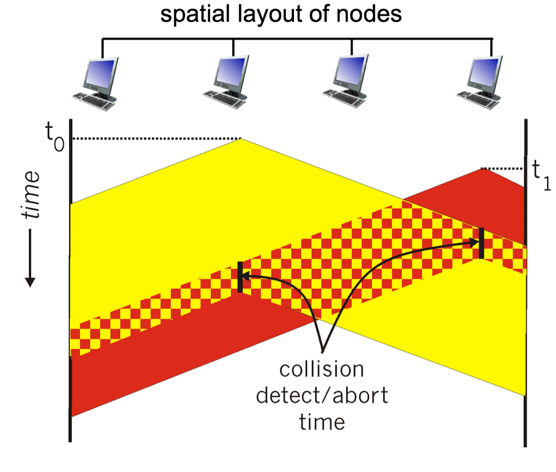 spatial layout of nodes
t0
t1
time
collision
detect/abort
time